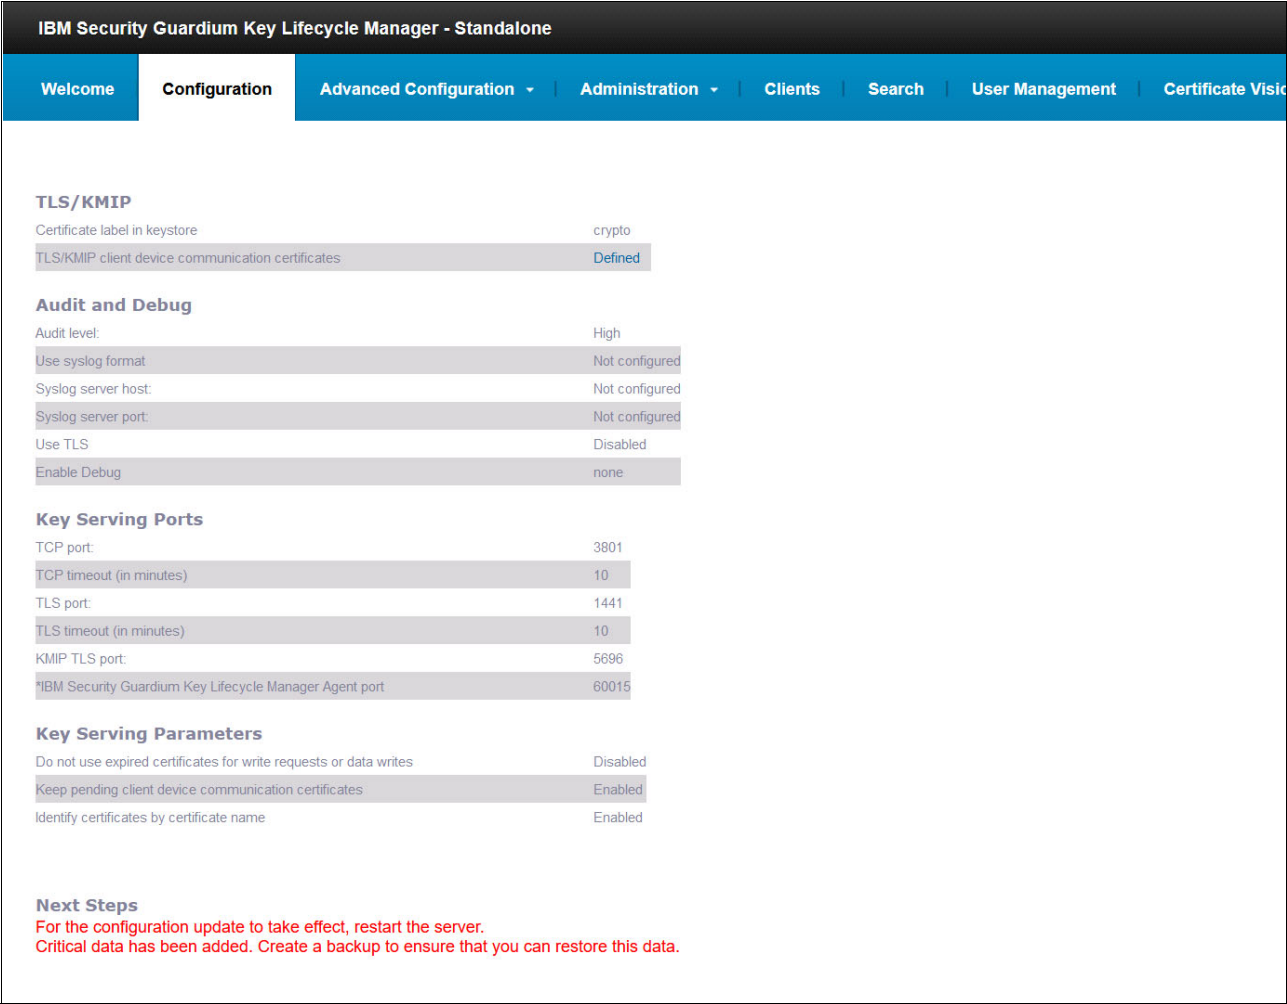 IBM Security Guardium Key Lifecycle Manager - Standalone
Welcome Configuration Advanced Configuration Administration Clients Search User Management Certificate
TLS/KMIP
Certificate label in keystore crypto
TLS/KMIP client device communication certificates Defined
Audit and Debug
Audit level: High
Use syslog format Not configured
Syslog server host: Not configured
Syslog server port: Not configured
Use TLS Disabled
Enable Debug none
Key Serving Ports
TCP port: 3801
TCP timeout (in minutes) 10
TLS port: 1441
TLS timeout (in minutes) 10
KMIP TLS port: 5696
*IBM Security Guardium Key Lifecycle Manager Agent port 60015
Key Serving Parameters
Do not use expired certificates for write requests or data writes Disabled
Keep pending client device communication certificates Enabled
Identify certificates by certificate name Enabled
Next Steps
For the configuration update to take effect, restart the server.
Critical data has been added. Create a backup to ensure that you can restore this data.